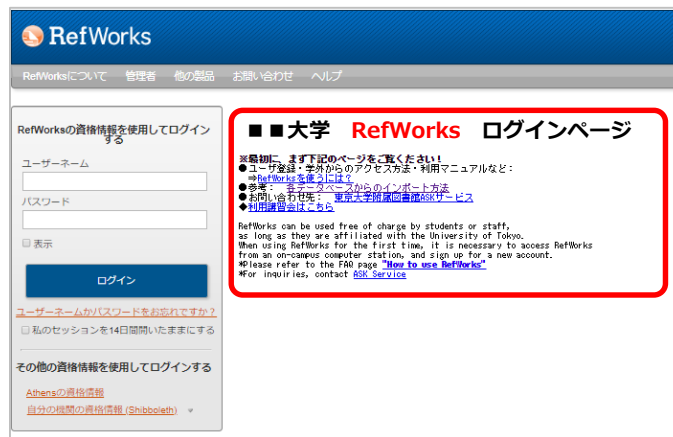 RefWorks
RefWorksについて 管理者 他の製品 お問い合わせ ヘルプ
RefWorksの資格情報を使用してログイン
する
ユーザーネーム
パスワード
表示
ログイン
ユーザーネームかパスワードをお忘れですか？
私のセッションを14日間開いたままにする
その他の資格情報を使用してログインする
Athensの資格情報
自分の機関の資格情報 (Shibboleth)
■■大学 RefWorks ログインページ
※最初に、まず下記のページをご覧ください！
●ユーザ登録・学外からのアクセス方法・利用マニュアルなど：
⇒RefWorksを使うには？
●参考： 各データベースからのインポート方法
●お問い合わせ先： 東京大学附属図書館ASKサービス
◆利用講習会はこちら
RefWorks can be used free of charge by students or staff,
as long as they are affiliated with the University of Tokyo.
When using RefWorks for the first time, it is necessary to access RefWorks
from an on-campus computer station, and sign up for a new account.
*Please refer to the FAQ page "How to use RefWorks"
*For inquiries, contact ASK Service